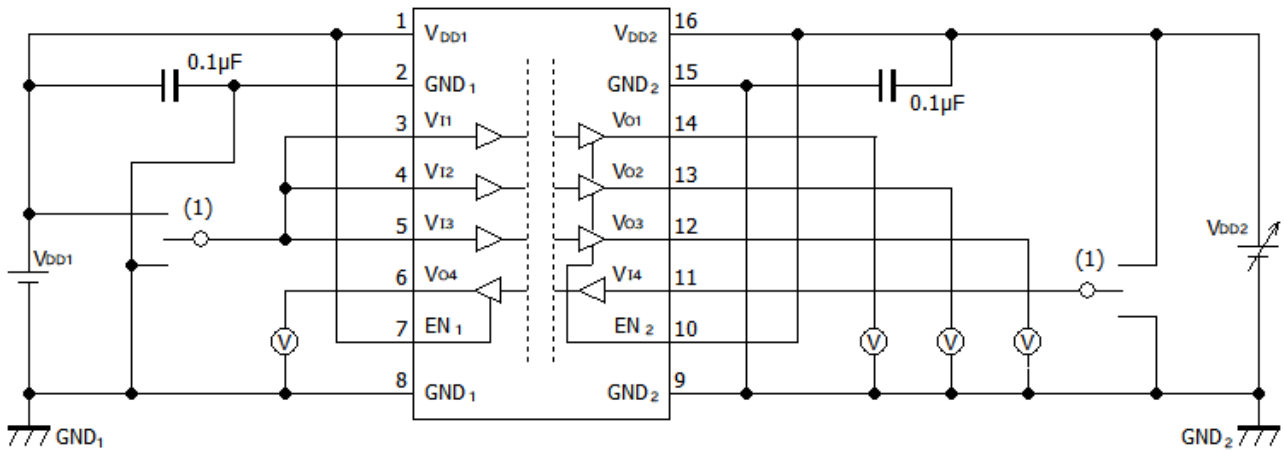 1 VDD1 VDD2 16
0.1µF 2 GND1 GND2 15 0.1µF
3 VI1 VO1 14
4 VI2 VO2 13
(1) 5 VI3 VO3 12 VDD2
VDD1 6 VO4 VI4 11 (1)
V 7 EN1 EN2 10 V V V
8 GND1 GND2 9
GND1 GND2